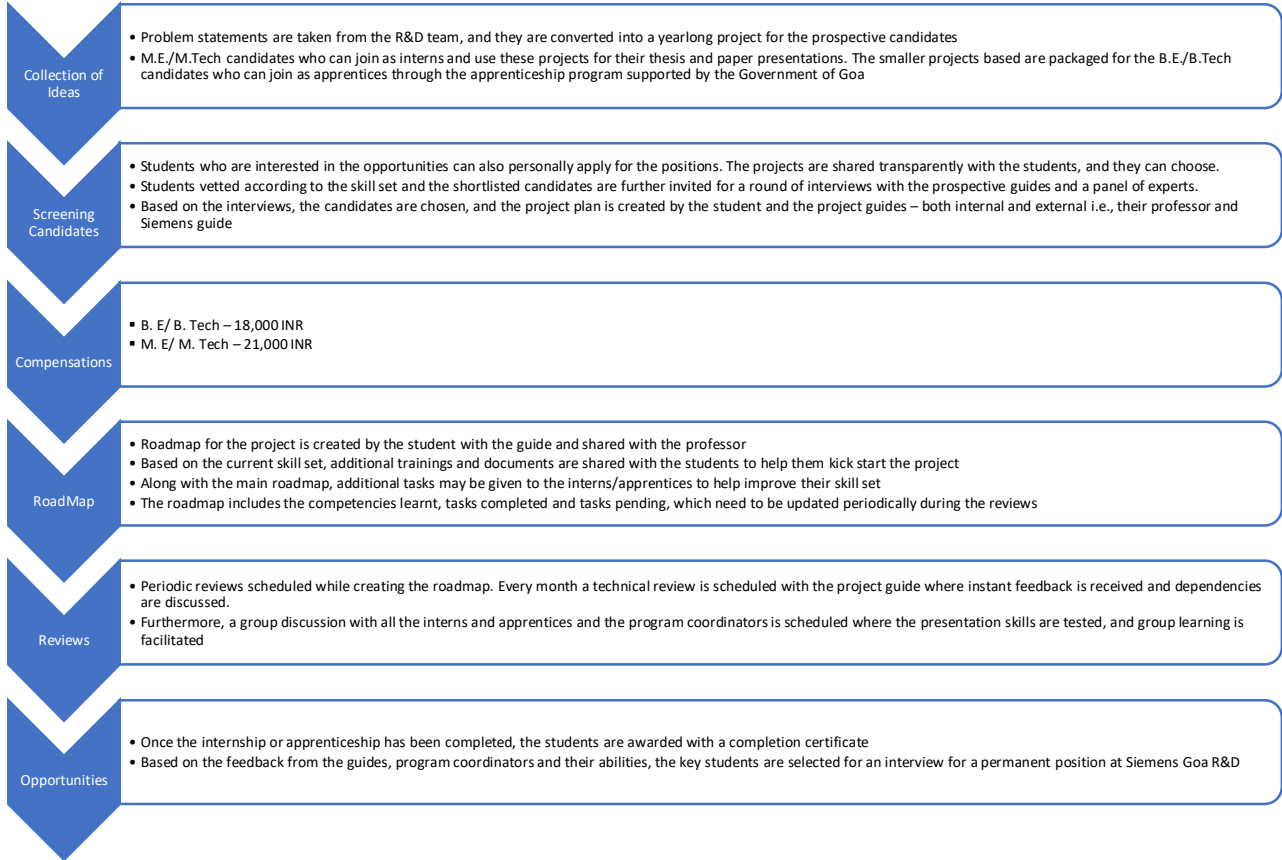 Collection of
Ideas
• Problem statements are taken from the R&D team, and they are converted into a yearlong project for the prospective candidates
• M.E./M.Tech candidates who can join as interns and use these projects for their thesis and paper presentations. The smaller projects based are packaged for the B.E./B.Tech
candidates who can join as apprentices through the apprenticeship program supported by the Government of Goa
Screening
Candidates
• Students who are interested in the opportunities can also personally apply for the positions. The projects are shared transparently with the students, and they can choose.
• Students vetted according to the skill set and the shortlisted candidates are further invited for a round of interviews with the prospective guides and a panel of experts.
• Based on the interviews, the candidates are chosen, and the project plan is created by the student and the project guides – both internal and external i.e., their professor and
Siemens guide
Compensations
▪ B. E/ B. Tech – 18,000 INR
▪ M. E/ M. Tech – 21,000 INR
RoadMap
• Roadmap for the project is created by the student with the guide and shared with the professor
• Based on the current skill set, additional trainings and documents are shared with the students to help them kick start the project
• Along with the main roadmap, additional tasks may be given to the interns/apprentices to help improve their skill set
• The roadmap includes the competencies learnt, tasks completed and tasks pending, which need to be updated periodically during the reviews
Reviews
• Periodic reviews scheduled while creating the roadmap. Every month a technical review is scheduled with the project guide where instant feedback is received and dependencies
are discussed.
• Furthermore, a group discussion with all the interns and apprentices and the program coordinators is scheduled where the presentation skills are tested, and group learning is
facilitated
Opportunities
• Once the internship or apprenticeship has been completed, the students are awarded with a completion certificate
• Based on the feedback from the guides, program coordinators and their abilities, the key students are selected for an interview for a permanent position at Siemens Goa R&D